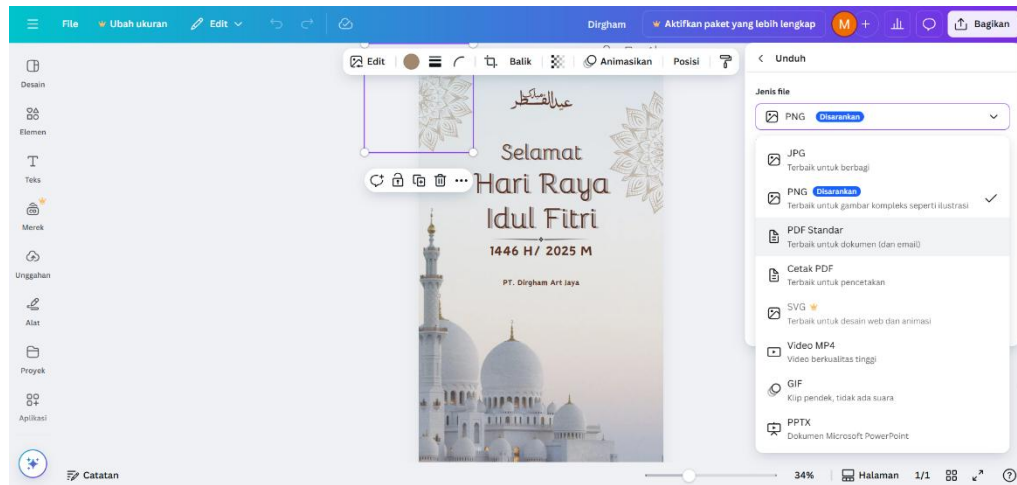 File
Ubah ukuran
Edit
Dirgham
Aktifkan paket yang lebih lengkap
M
Bagikan
Desain
Elemen
Teks
Merek
Unggahan
Alat
Proyek
Aplikasi
Edit
Balik
Animasikan
Posisi
Selamat
Hari Raya
Idul Fitri
1446 H/ 2025 M
PT. Dirgham Art Jaya
Unduh
Jenis file
PNG Disarankan
JPG
Terbaik untuk berbagi
PNG Disarankan
Terbaik untuk gambar kompleks seperti ilustrasi
PDF Standar
Terbaik untuk dokumen (dan email)
Cetak PDF
Terbaik untuk pencetakan
SVG
Terbaik untuk desain web dan animasi
Video MP4
Video berkualitas tinggi
GIF
Klip pendek, tidak ada suara
PPTX
Dokumen Microsoft PowerPoint
Catatan
34%
Halaman
1/1